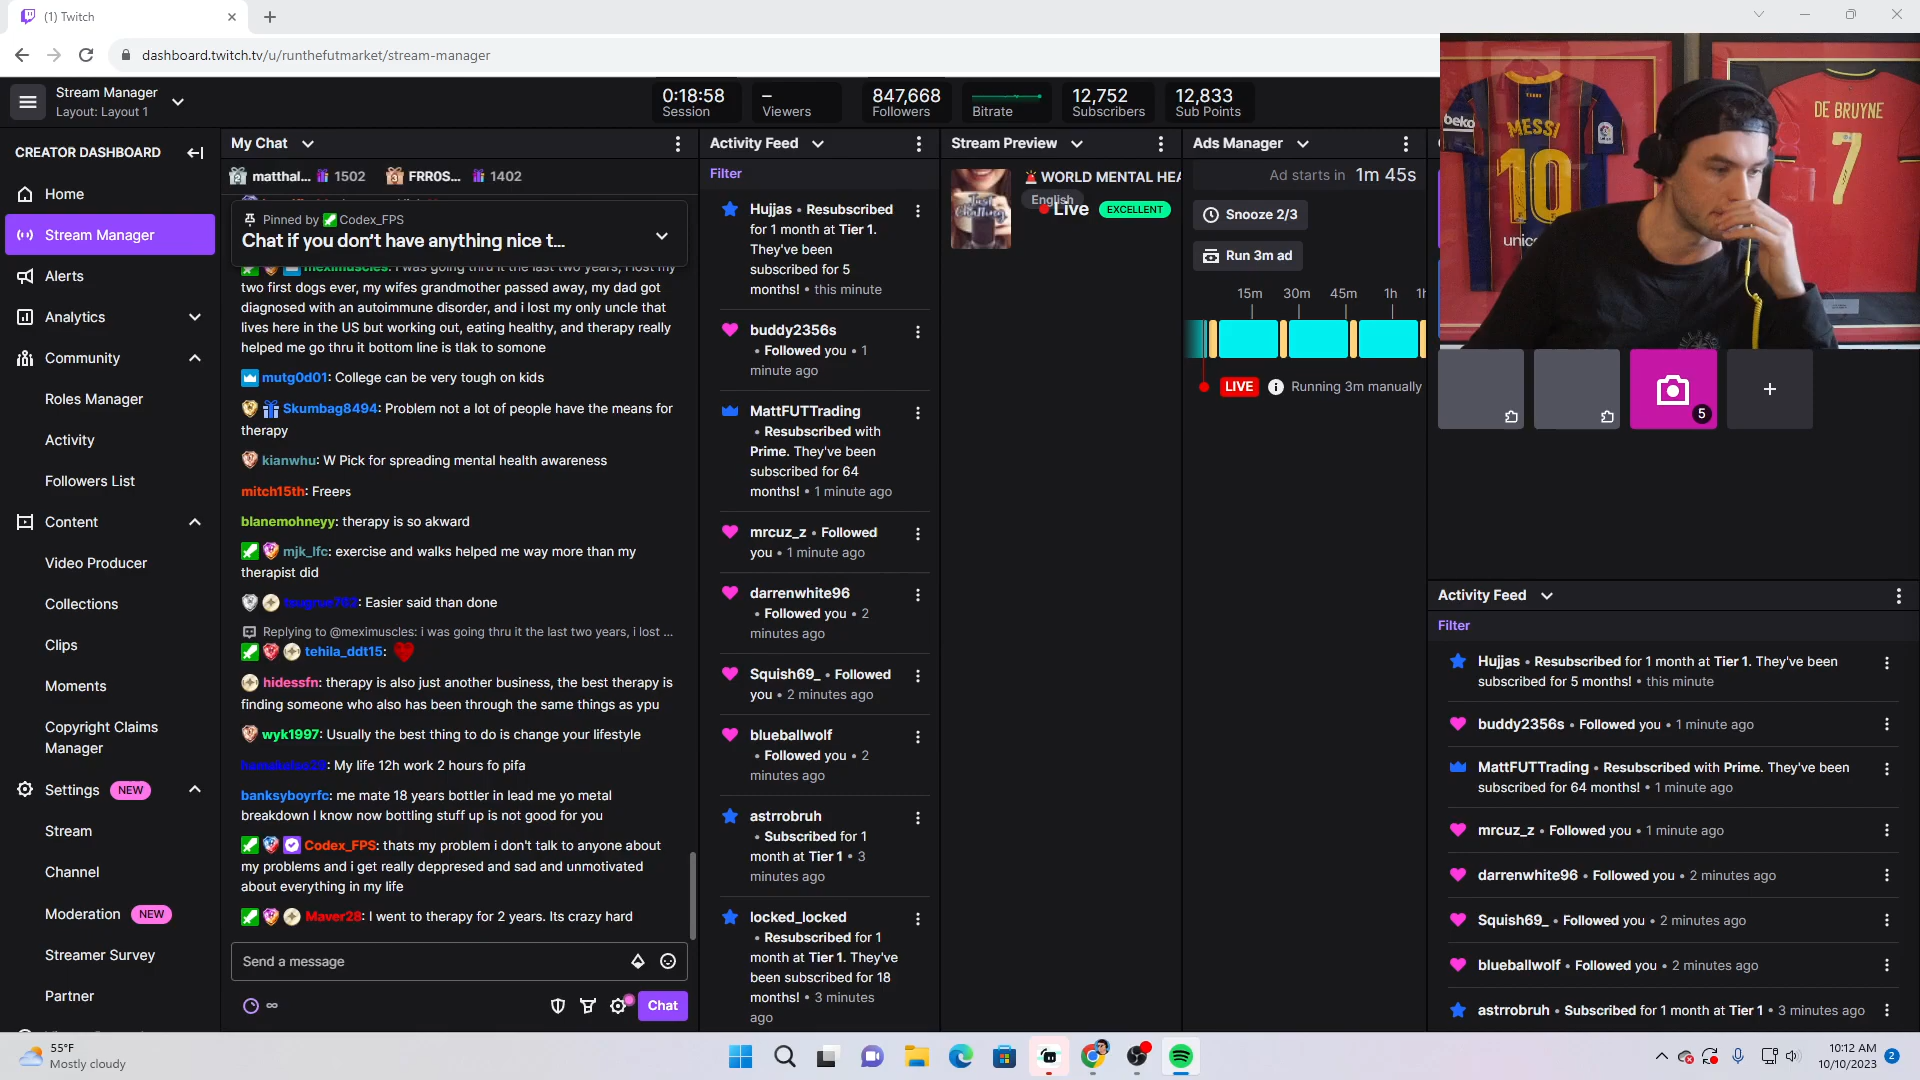 (1) Twitch
dashboard.twitch.tv/u/runthefutmarket/stream-manager
Stream Manager
Layout: Layout 1
0:18:58
Session
–
Viewers
847,668
Followers
Bitrate
12,752
Subscribers
12,833
Sub Points
CREATOR DASHBOARD
Home
Stream Manager
Alerts
Analytics
Community
Roles Manager
Activity
Followers List
Content
Video Producer
Collections
Clips
Moments
Copyright Claims
Manager
Settings NEW
Stream
Channel
Moderation NEW
Streamer Survey
Partner
My Chat
2 matthal... 1502
3 FRR0S... 1402
Pinned by Codex_FPS
Chat if you don't have anything nice t...
meximuscles: i was going thru it the last two years, i lost my
two first dogs ever, my wifes grandmother passed away, my dad got
diagnosed with an autoimmune disorder, and i lost my only uncle that
lives here in the US but working out, eating healthy, and therapy really
helped me go thru it bottom line is tlak to somone
mutg0d01: College can be very tough on kids
Skumbag8494: Problem not a lot of people have the means for
therapy
kianwhu: W Pick for spreading mental health awareness
mitch15th: Freeps
blanemohneyy: therapy is so akward
mjk_lfc: exercise and walks helped me way more than my
therapist did
: Easier said than done
Replying to @meximuscles: i was going thru it the last two years, i lost ...
tehila_ddt15:
hidessfn: therapy is also just another business, the best therapy is
finding someone who also has been through the same things as ypu
wyk1997: Usually the best thing to do is change your lifestyle
: My life 12h work 2 hours fo pifa
banksyboyrfc: me mate 18 years bottler in lead me yo metal
breakdown I know now bottling stuff up is not good for you
Codex_FPS: thats my problem i don't talk to anyone about
my problems and i get really deppresed and sad and unmotivated
about everything in my life
Maver28: I went to therapy for 2 years. Its crazy hard
Send a message
Chat
Activity Feed
Filter
Hujjas • Resubscribed
for 1 month at Tier 1.
They've been
subscribed for 5
months! • this minute
buddy2356s
• Followed you • 1
minute ago
MattFUTTrading
• Resubscribed with
Prime. They've been
subscribed for 64
months! • 1 minute ago
mrcuz_z • Followed
you • 1 minute ago
darrenwhite96
• Followed you • 2
minutes ago
Squish69_ • Followed
you • 2 minutes ago
blueballwolf
• Followed you • 2
minutes ago
astrrobruh
• Subscribed for 1
month at Tier 1 • 3
minutes ago
locked_locked
• Resubscribed for 1
month at Tier 1. They've
been subscribed for 18
months! • 3 minutes
ago
Stream Preview
Just Chatting
WORLD MENTAL HEA
English
Live EXCELLENT
Ads Manager
Ad starts in 1m 45s
Snooze 2/3
Run 3m ad
15m 30m 45m 1h
LIVE Running 3m manually
beko
MESSI
10
unic
DE BRUYNE
7
5
Activity Feed
Filter
Hujjas • Resubscribed for 1 month at Tier 1. They've been
subscribed for 5 months! • this minute
buddy2356s • Followed you • 1 minute ago
MattFUTTrading • Resubscribed with Prime. They've been
subscribed for 64 months! • 1 minute ago
mrcuz_z • Followed you • 1 minute ago
darrenwhite96 • Followed you • 2 minutes ago
Squish69_ • Followed you • 2 minutes ago
blueballwolf • Followed you • 2 minutes ago
astrrobruh • Subscribed for 1 month at Tier 1 • 3 minutes ago
55°F
Mostly cloudy
10:12 AM
10/10/2023
2